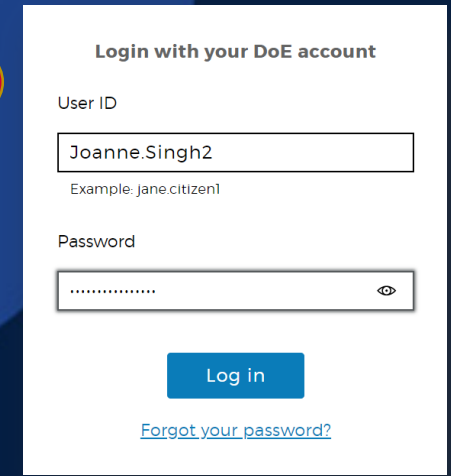 Login with your DoE account
User ID
Joanne.Singh2
Example: jane.citizen1
Password
................
Log in
Forgot your password?